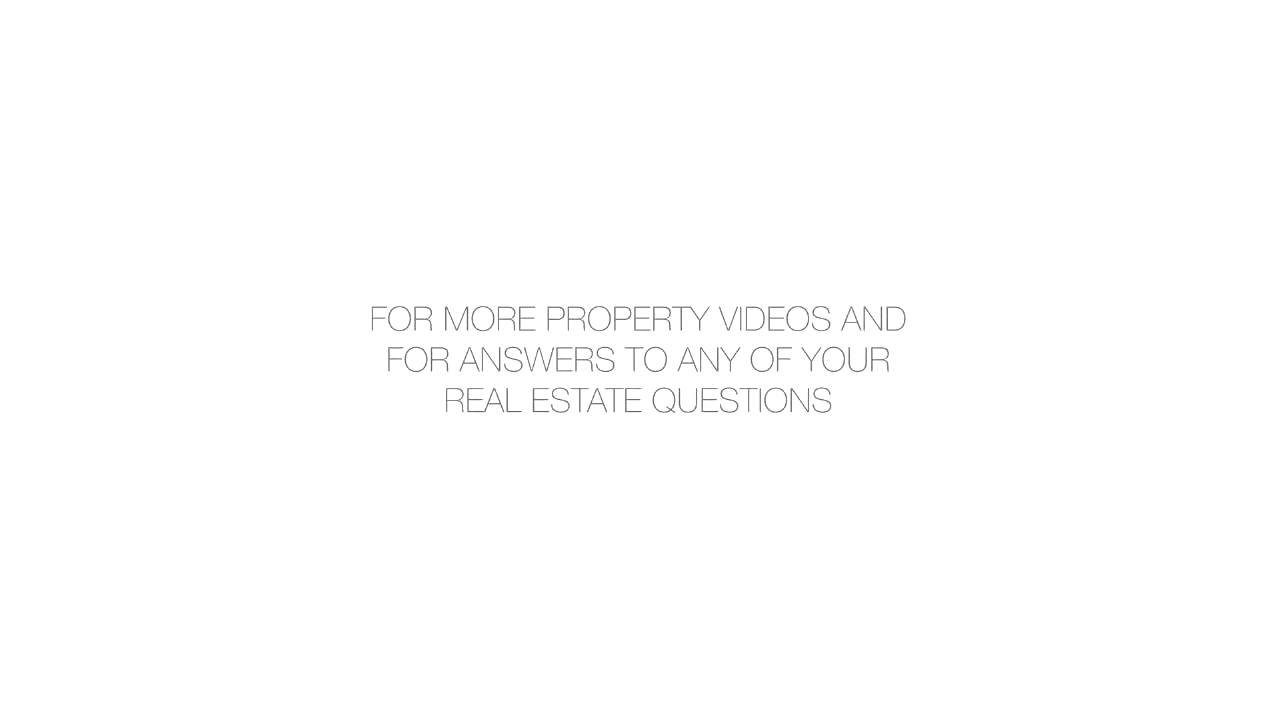 FOR MORE PROPERTY VIDEOS AND
FOR ANSWERS TO ANY OF YOUR
REAL ESTATE QUESTIONS